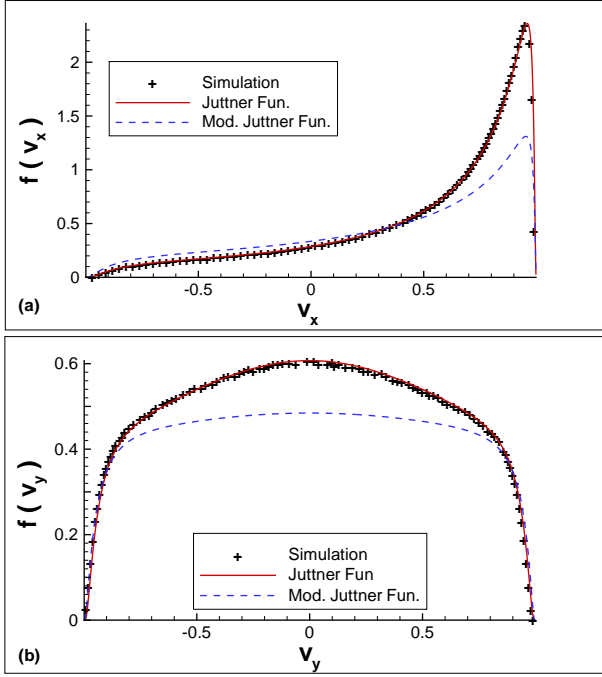 2
1.5
1
0.5
0
f ( v_x )
Simulation
Juttner Fun.
Mod. Juttner Fun.
-0.5
0
0.5
(a)
v_x
0.6
0.4
0.2
0
f ( v_y )
Simulation
Juttner Fun
Mod. Juttner Fun.
-0.5
0
0.5
(b)
v_y